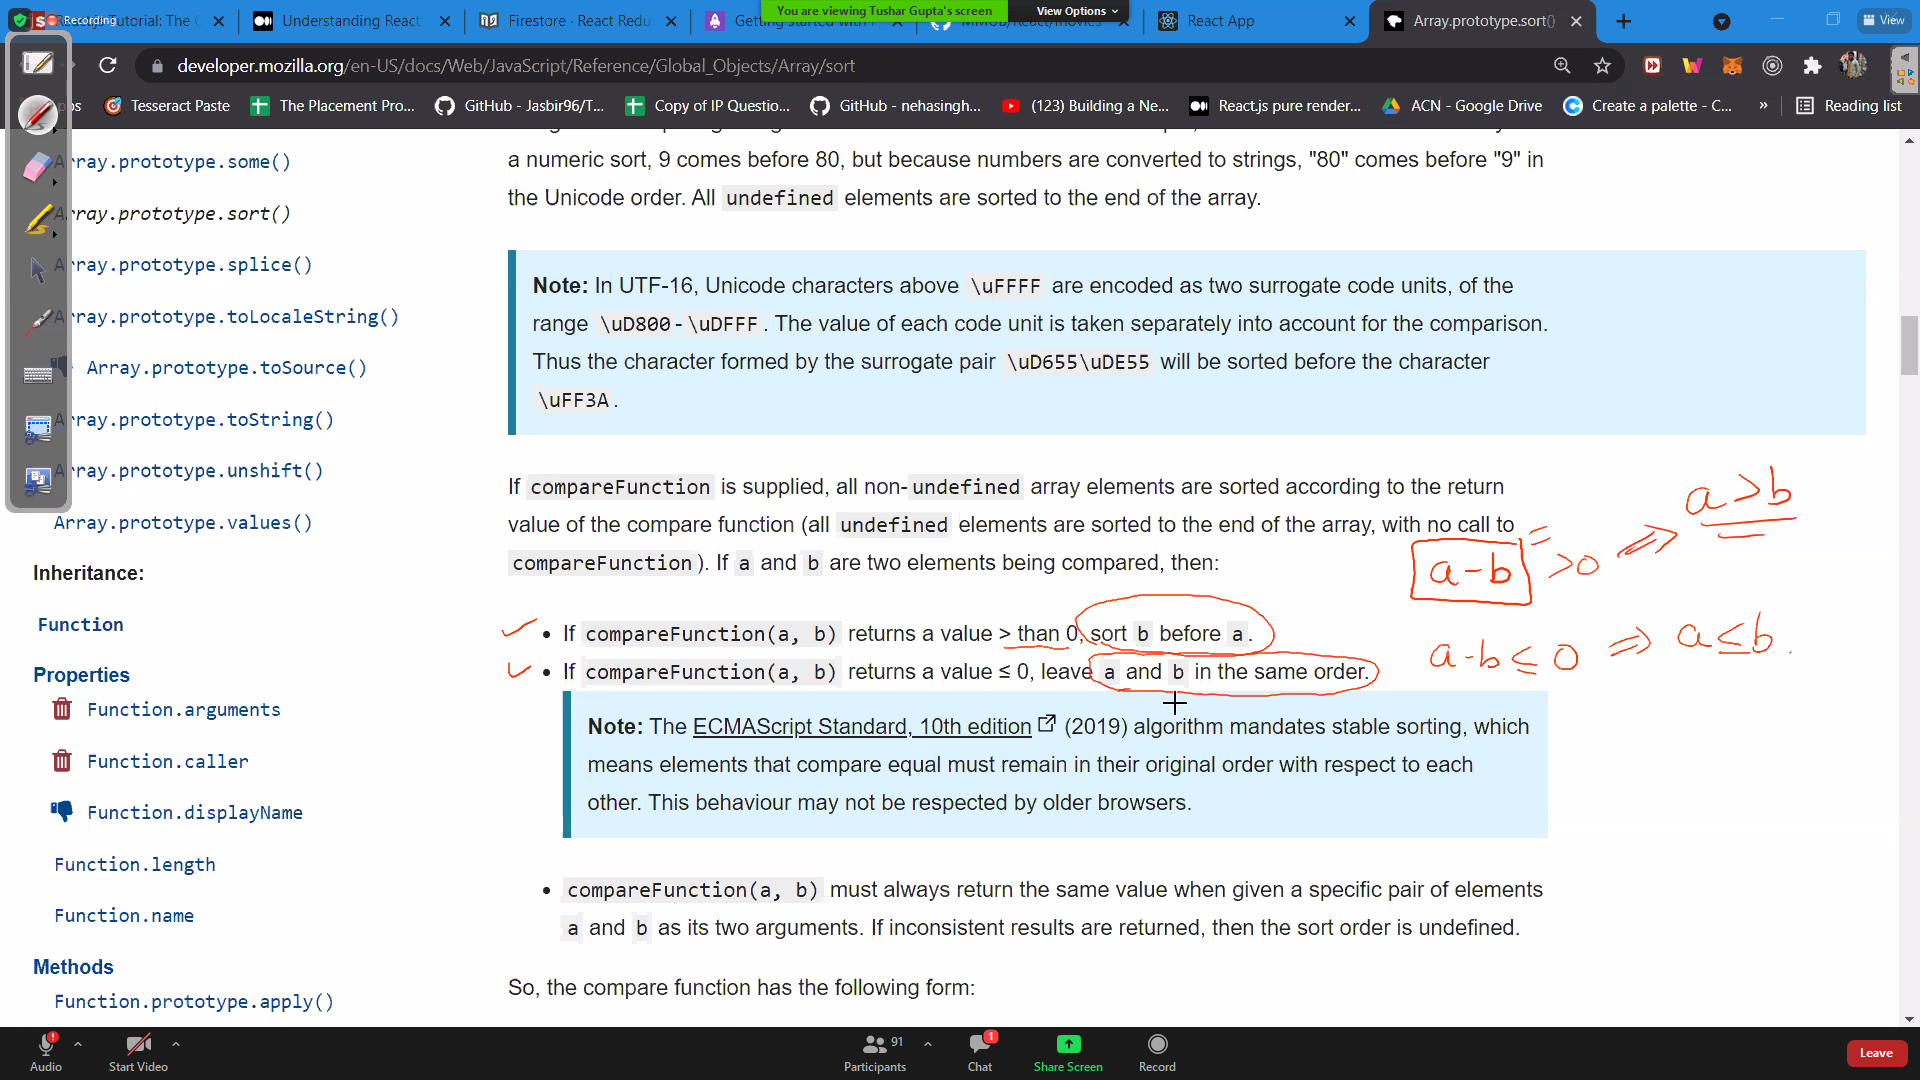 Recording
Tutorial: The
Understanding React
Firestore - React Redu
Getting started with
MMOB/React/movies
React App
Array.prototype.sort()
You are viewing Tushar Gupta's screen
View Options
View
developer.mozilla.org/en-US/docs/Web/JavaScript/Reference/Global_Objects/Array/sort
Tesseract Paste
The Placement Pro...
GitHub - Jasbir96/T...
Copy of IP Questio...
GitHub - nehasingh...
(123) Building a Ne...
React.js pure render...
ACN - Google Drive
Create a palette - C...
»
Reading list
Array.prototype.some()
Array.prototype.sort()
Array.prototype.splice()
Array.prototype.toLocaleString()
Array.prototype.toSource()
Array.prototype.toString()
Array.prototype.unshift()
Array.prototype.values()
Inheritance:
Function
Properties
Function.arguments
Function.caller
Function.displayName
Function.length
Function.name
Methods
Function.prototype.apply()
a numeric sort, 9 comes before 80, but because numbers are converted to strings, "80" comes before "9" in
the Unicode order. All undefined elements are sorted to the end of the array.
Note: In UTF-16, Unicode characters above \uFFFF are encoded as two surrogate code units, of the
range \uD800-\uDFFF. The value of each code unit is taken separately into account for the comparison.
Thus the character formed by the surrogate pair \uD655\uDE55 will be sorted before the character
\uFF3A.
If compareFunction is supplied, all non-undefined array elements are sorted according to the return
value of the compare function (all undefined elements are sorted to the end of the array, with no call to
compareFunction). If a and b are two elements being compared, then:
a-b >0 ⇒ a>b
• If compareFunction(a, b) returns a value > than 0, sort b before a.
• If compareFunction(a, b) returns a value ≤ 0, leave a and b in the same order.
a-b ≤ 0 ⇒ a≤b.
Note: The ECMAScript Standard, 10th edition (2019) algorithm mandates stable sorting, which
means elements that compare equal must remain in their original order with respect to each
other. This behaviour may not be respected by older browsers.
• compareFunction(a, b) must always return the same value when given a specific pair of elements
a and b as its two arguments. If inconsistent results are returned, then the sort order is undefined.
So, the compare function has the following form:
Audio
Start Video
91
Participants
1
Chat
Share Screen
Record
Leave